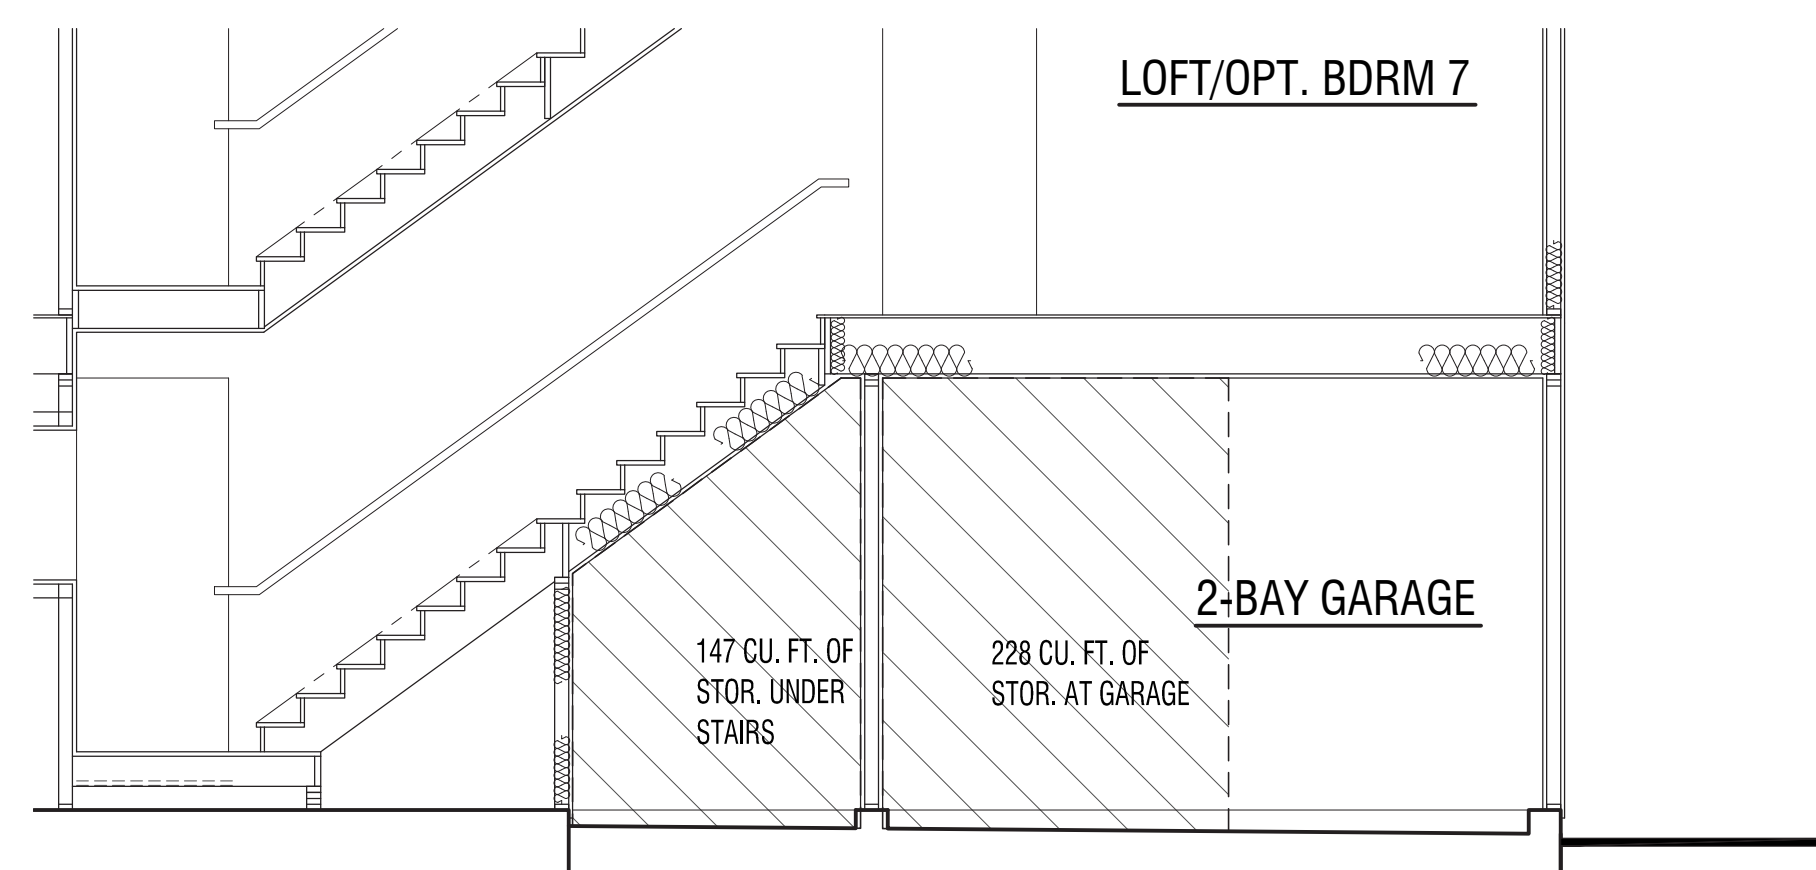 LOFT/OPT. BDRM 7
2-BAY GARAGE
147 CU. FT. OF
STOR. UNDER
STAIRS
228 CU. FT. OF
STOR. AT GARAGE